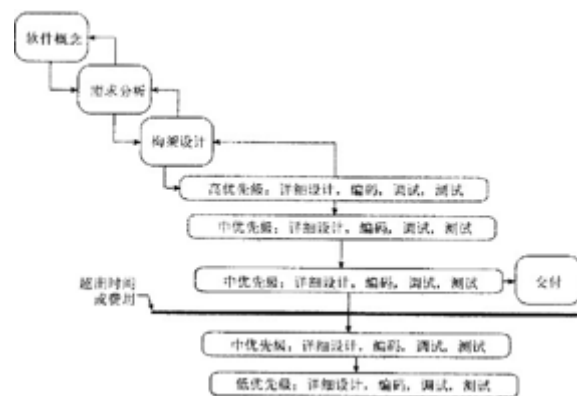 软件概念
需求分析
构架设计
高优先级：详细设计，编码，调试，测试
中优先级：详细设计，编码，调试，测试
中优先级：详细设计，编码，调试，测试
交付
超出时间
或费用
中优先级：详细设计，编码，调试，测试
低优先级：详细设计，编码，调试，测试